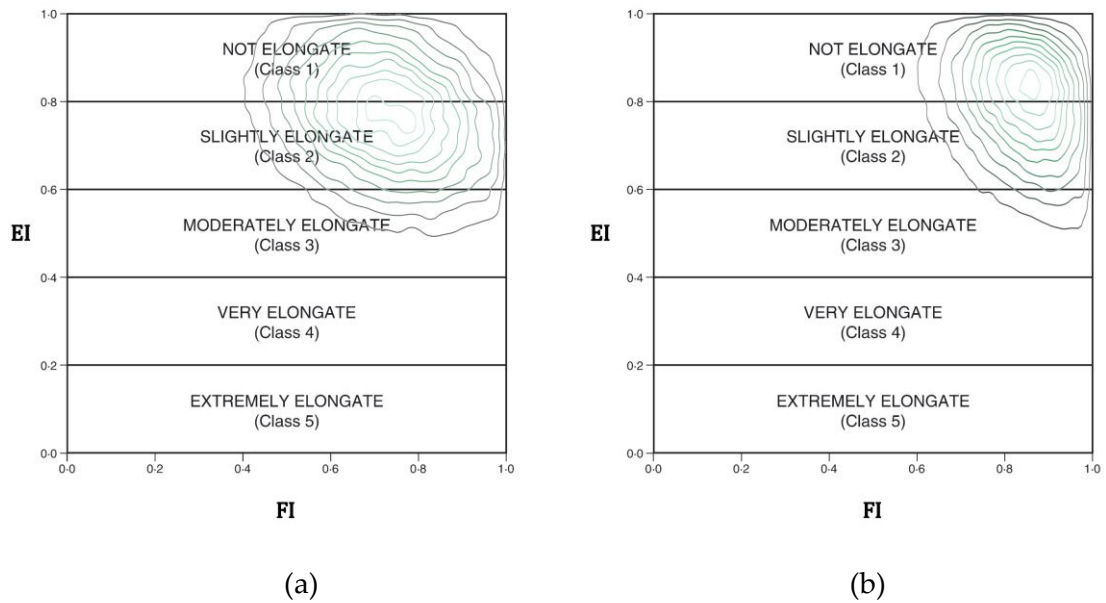 1·0
NOT ELONGATE
(Class 1)
0·8
SLIGHTLY ELONGATE
(Class 2)
0·6
EI
MODERATELY ELONGATE
(Class 3)
0·4
VERY ELONGATE
(Class 4)
0·2
EXTREMELY ELONGATE
(Class 5)
0·0
0·0 0·2 0·4 0·6 0·8 1·0
FI
(a)
1·0
NOT ELONGATE
(Class 1)
0·8
SLIGHTLY ELONGATE
(Class 2)
0·6
EI
MODERATELY ELONGATE
(Class 3)
0·4
VERY ELONGATE
(Class 4)
0·2
EXTREMELY ELONGATE
(Class 5)
0·0
0·0 0·2 0·4 0·6 0·8 1·0
FI
(b)